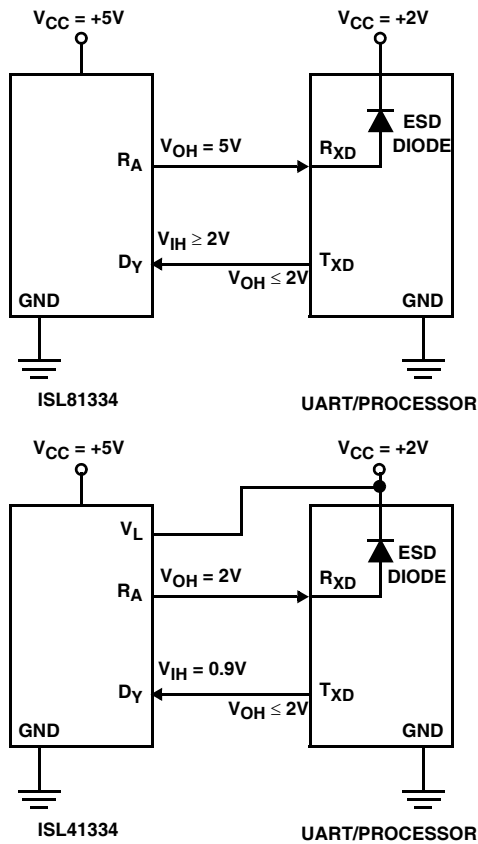 VCC = +5V
VCC = +2V
ESD
DIODE
RA
VOH = 5V
RXD
VIH ≥ 2V
DY
TXD
VOH ≤ 2V
GND
GND
ISL81334
UART/PROCESSOR
VCC = +5V
VCC = +2V
VL
ESD
DIODE
RA
VOH = 2V
RXD
VIH = 0.9V
DY
TXD
VOH ≤ 2V
GND
GND
ISL41334
UART/PROCESSOR